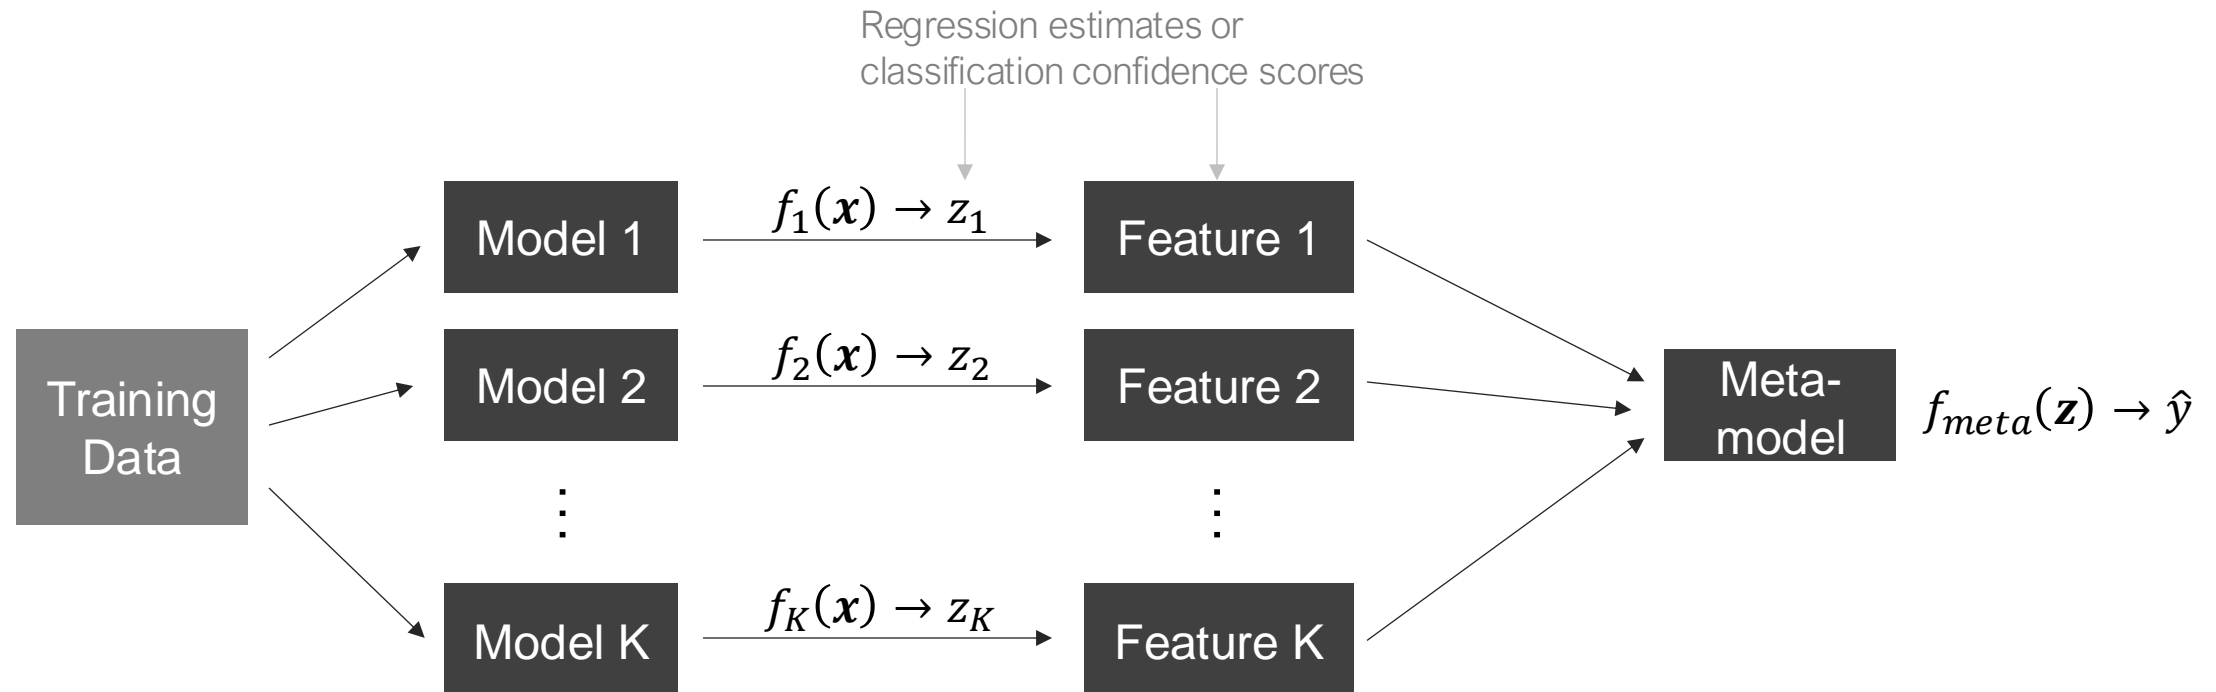 Regression estimates or
classification confidence scores
Model 1
f₁(x) → z₁
Feature 1
Training
Data
Model 2
f₂(x) → z₂
Feature 2
Meta-
model
f_meta(z) → ŷ
⋮
⋮
Model K
f_K(x) → z_K
Feature K